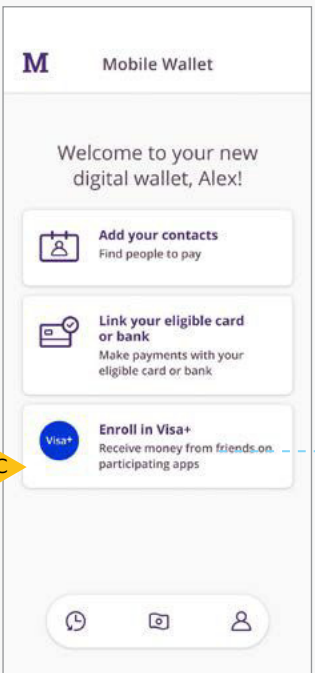 M Mobile Wallet
Welcome to your new
digital wallet, Alex!
Add your contacts
Find people to pay
Link your eligible card
or bank
Make payments with your
eligible card or bank
Visa+
Enroll in Visa+
Receive money from friends on
participating apps
C